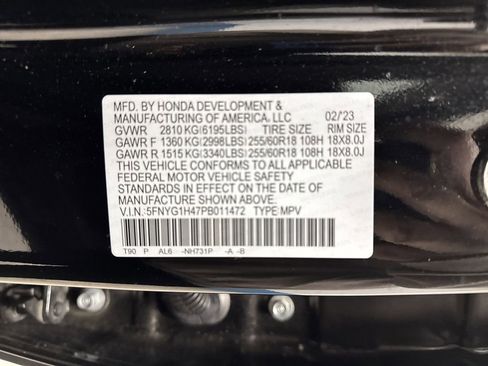 MFD. BY HONDA DEVELOPMENT &
MANUFACTURING OF AMERICA, LLC 02/'23
GVWR 2810 KG(6195LBS) TIRE SIZE RIM SIZE
GAWR F 1360 KG(2998LBS) 255/60R18 108H 18X8.0J
GAWR R 1515 KG(3340LBS) 255/60R18 108H 18X8.0J
THIS VEHICLE CONFORMS TO ALL APPLICABLE
FEDERAL MOTOR VEHICLE SAFETY
STANDARDS IN EFFECT ON THE DATE OF
MANUFACTURE SHOWN ABOVE.
V.I.N.: 5FNYG1H47PB011472 TYPE:MPV
T90 P AL6 -NH731P -A -B